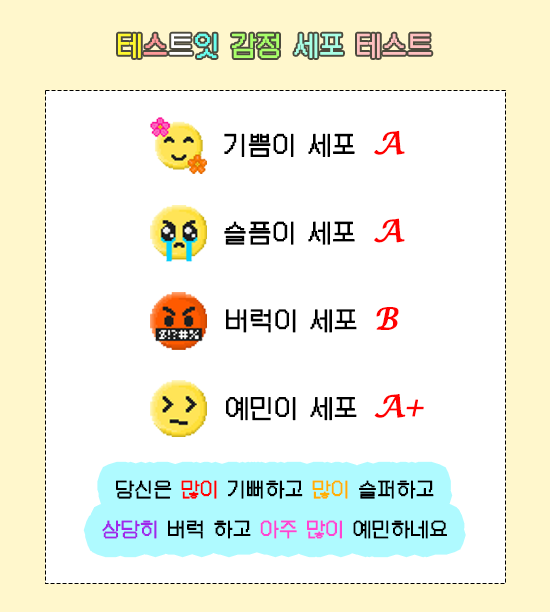 테스트잇 감정 세포 테스트
기쁨이 세포 A
슬픔이 세포 A
버럭이 세포 B
$!?#%
예민이 세포 A+
당신은 많이 기뻐하고 많이 슬퍼하고
상당히 버럭 하고 아주 많이 예민하네요